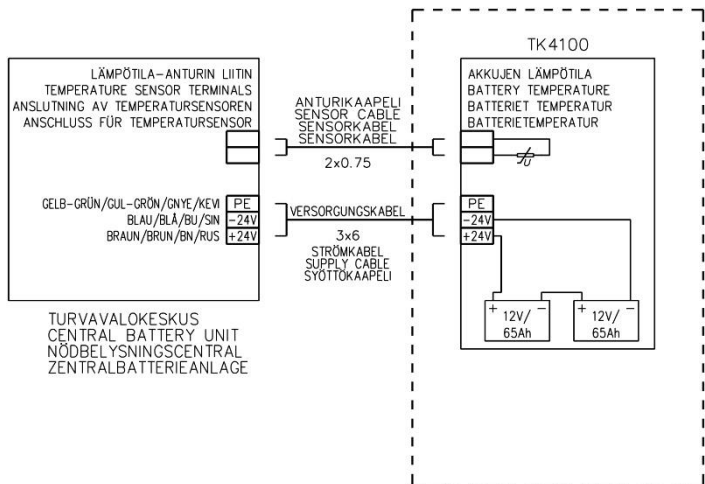 TK4100
LÄMPÖTILA-ANTURIN LIITIN
TEMPERATURE SENSOR TERMINALS
ANSLUTNING AV TEMPERATURSENSOREN
ANSCHLUSS FÜR TEMPERATURSENSOR
ANTURIKAAPELI
SENSOR CABLE
SENSORKABEL
SENSORKABEL
2x0.75
AKKUJEN LÄMPÖTILA
BATTERY TEMPERATURE
BATTERIET TEMPERATUR
BATTERIETEMPERATUR
U
GELB-GRÜN/GUL-GRÖN/GNYE/KEVI PE
BLAU/BLÅ/BU/SIN -24V
BRAUN/BRUN/BN/RUS +24V
VERSORGUNGSKABEL
3x6
STRÖMKABEL
SUPPLY CABLE
SYÖTTÖKAAPELI
PE
-24V
+24V
+ 12V/ -
65Ah
+ 12V/ -
65Ah
TURVAVALOKESKUS
CENTRAL BATTERY UNIT
NÖDBELYSNINGSCENTRAL
ZENTRALBATTERIEANLAGE